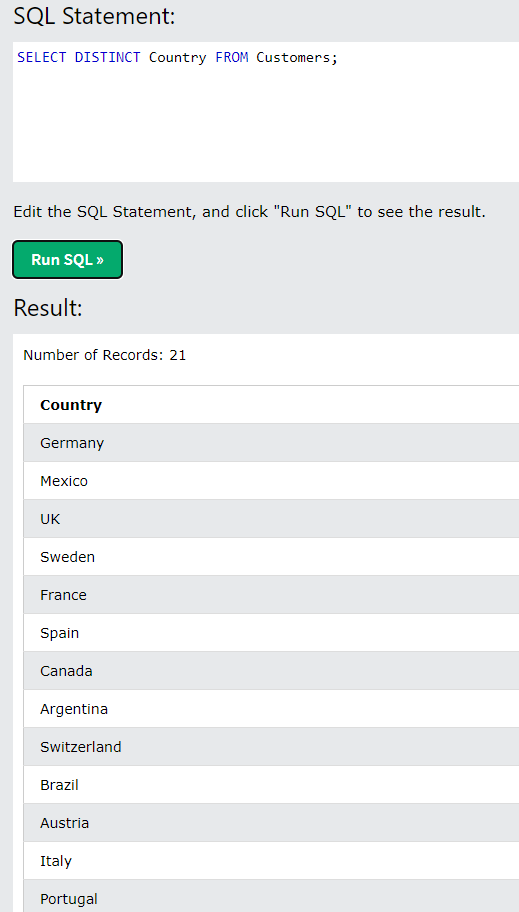 SQL Statement:
SELECT DISTINCT Country FROM Customers;
Edit the SQL Statement, and click "Run SQL" to see the result.
Run SQL »
Result:
Number of Records: 21
Country
Germany
Mexico
UK
Sweden
France
Spain
Canada
Argentina
Switzerland
Brazil
Austria
Italy
Portugal